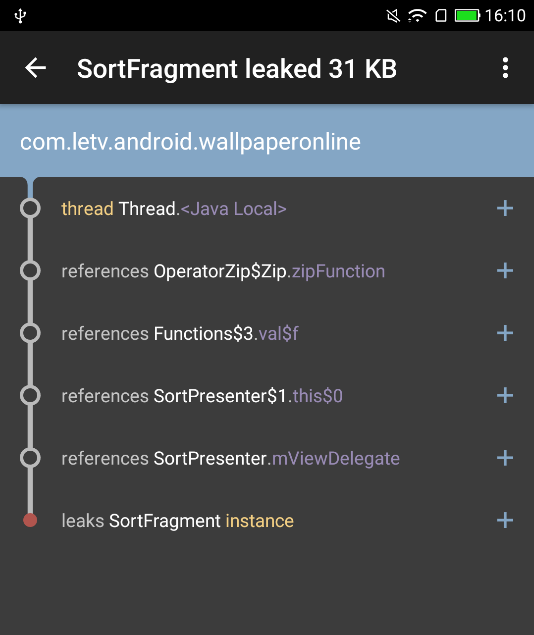 16:10
SortFragment leaked 31 KB
com.letv.android.wallpaperonline
thread Thread.<Java Local>
references OperatorZip$Zip.zipFunction
references Functions$3.val$f
references SortPresenter$1.this$0
references SortPresenter.mViewDelegate
leaks SortFragment instance